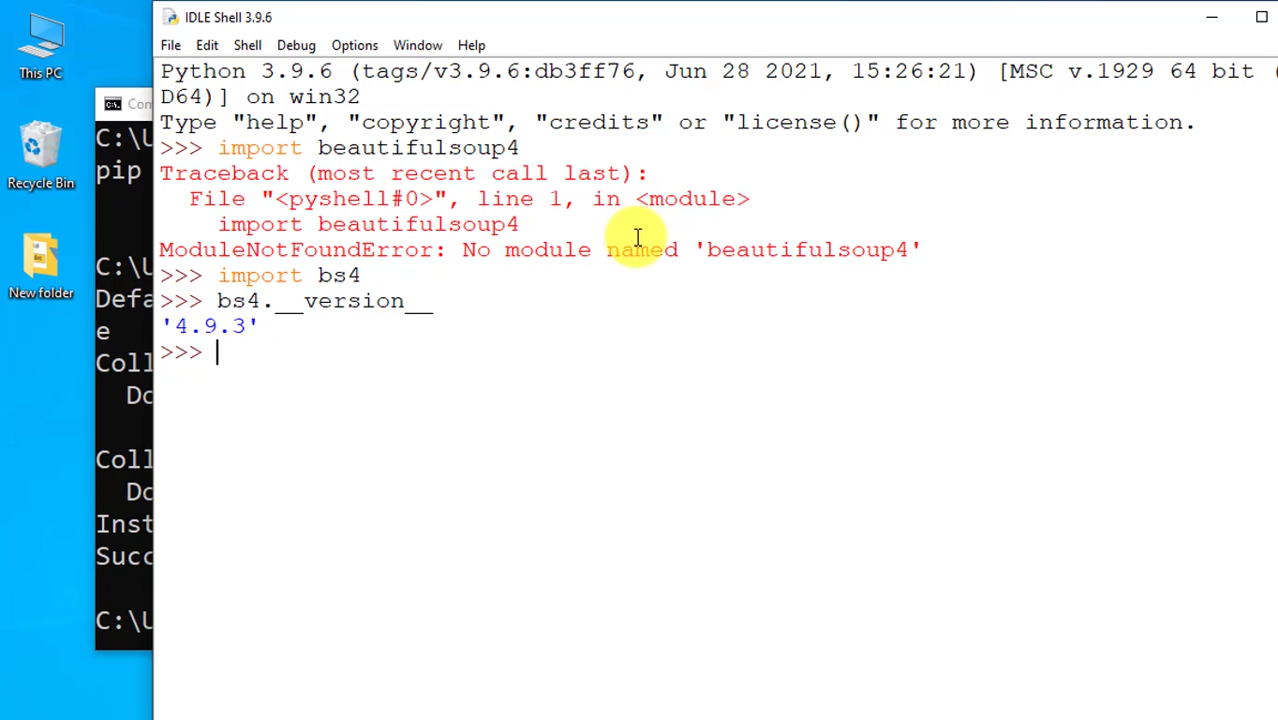 This PC
Recycle Bin
New folder
C:\U
pip
C:\U
Defa
e
Coll
Do
Coll
Do
Inst
Succ
C:\U
IDLE Shell 3.9.6
File Edit Shell Debug Options Window Help
Python 3.9.6 (tags/v3.9.6:db3ff76, Jun 28 2021, 15:26:21) [MSC v.1929 64 bit (
D64)] on win32
Type "help", "copyright", "credits" or "license()" for more information.
>>> import beautifulsoup4
Traceback (most recent call last):
  File "<pyshell#0>", line 1, in <module>
    import beautifulsoup4
ModuleNotFoundError: No module named 'beautifulsoup4'
>>> import bs4
>>> bs4.__version__
'4.9.3'
>>>